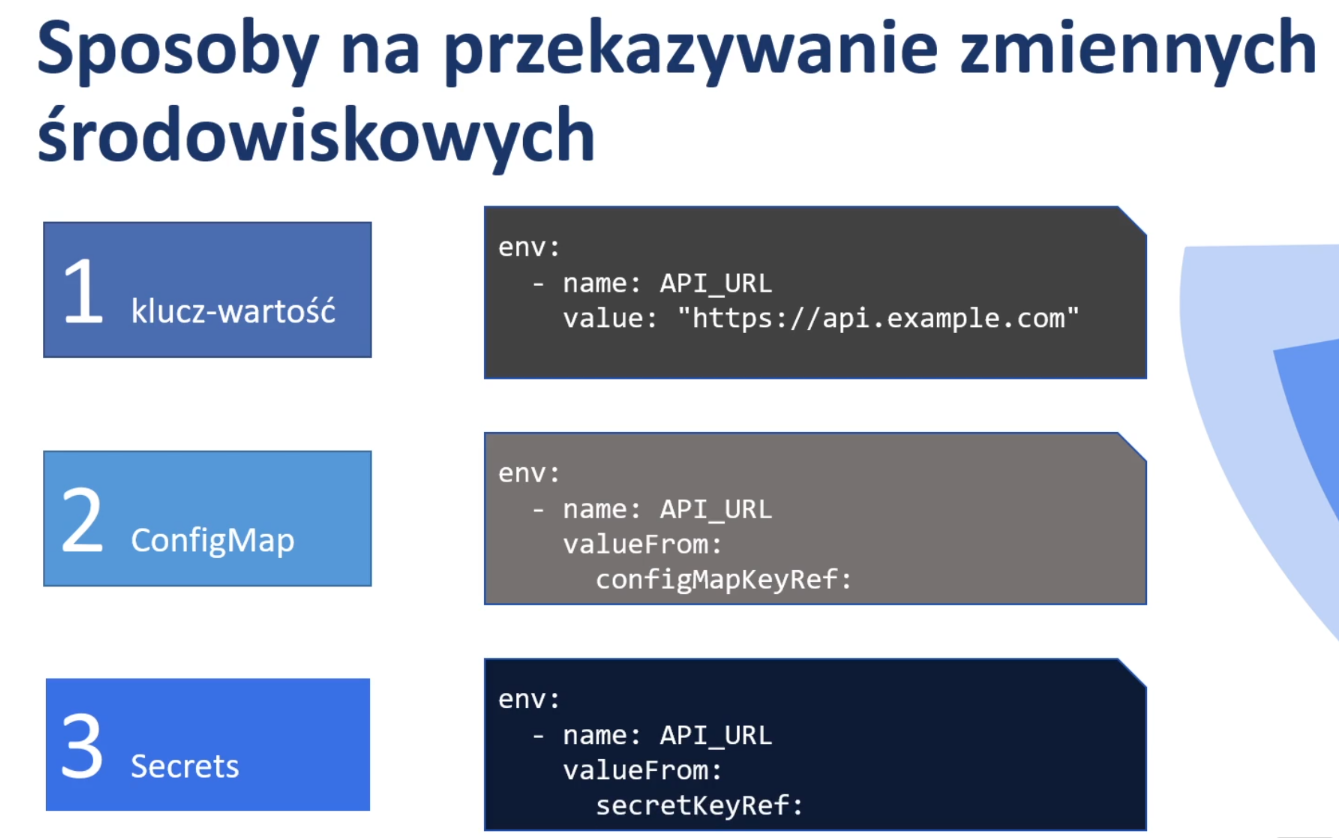 Sposoby na przekazywanie zmiennych
środowiskowych
1 klucz-wartość
env:
  - name: API_URL
    value: "https://api.example.com"
2 ConfigMap
env:
  - name: API_URL
    valueFrom:
      configMapKeyRef:
3 Secrets
env:
  - name: API_URL
    valueFrom:
      secretKeyRef: